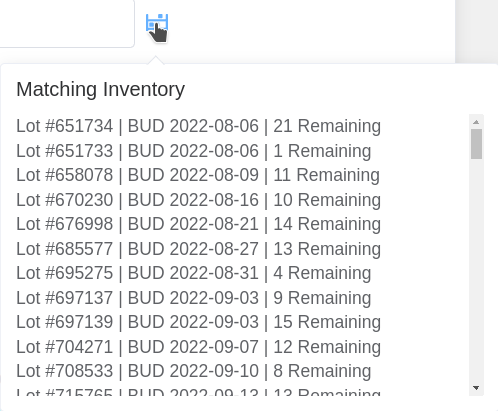 Matching Inventory
Lot #651734 | BUD 2022-08-06 | 21 Remaining
Lot #651733 | BUD 2022-08-06 | 1 Remaining
Lot #658078 | BUD 2022-08-09 | 11 Remaining
Lot #670230 | BUD 2022-08-16 | 10 Remaining
Lot #676998 | BUD 2022-08-21 | 14 Remaining
Lot #685577 | BUD 2022-08-27 | 13 Remaining
Lot #695275 | BUD 2022-08-31 | 4 Remaining
Lot #697137 | BUD 2022-09-03 | 9 Remaining
Lot #697139 | BUD 2022-09-03 | 15 Remaining
Lot #704271 | BUD 2022-09-07 | 12 Remaining
Lot #708533 | BUD 2022-09-10 | 8 Remaining
Lot #715765 | BUD 2022-09-13 | 13 Remaining